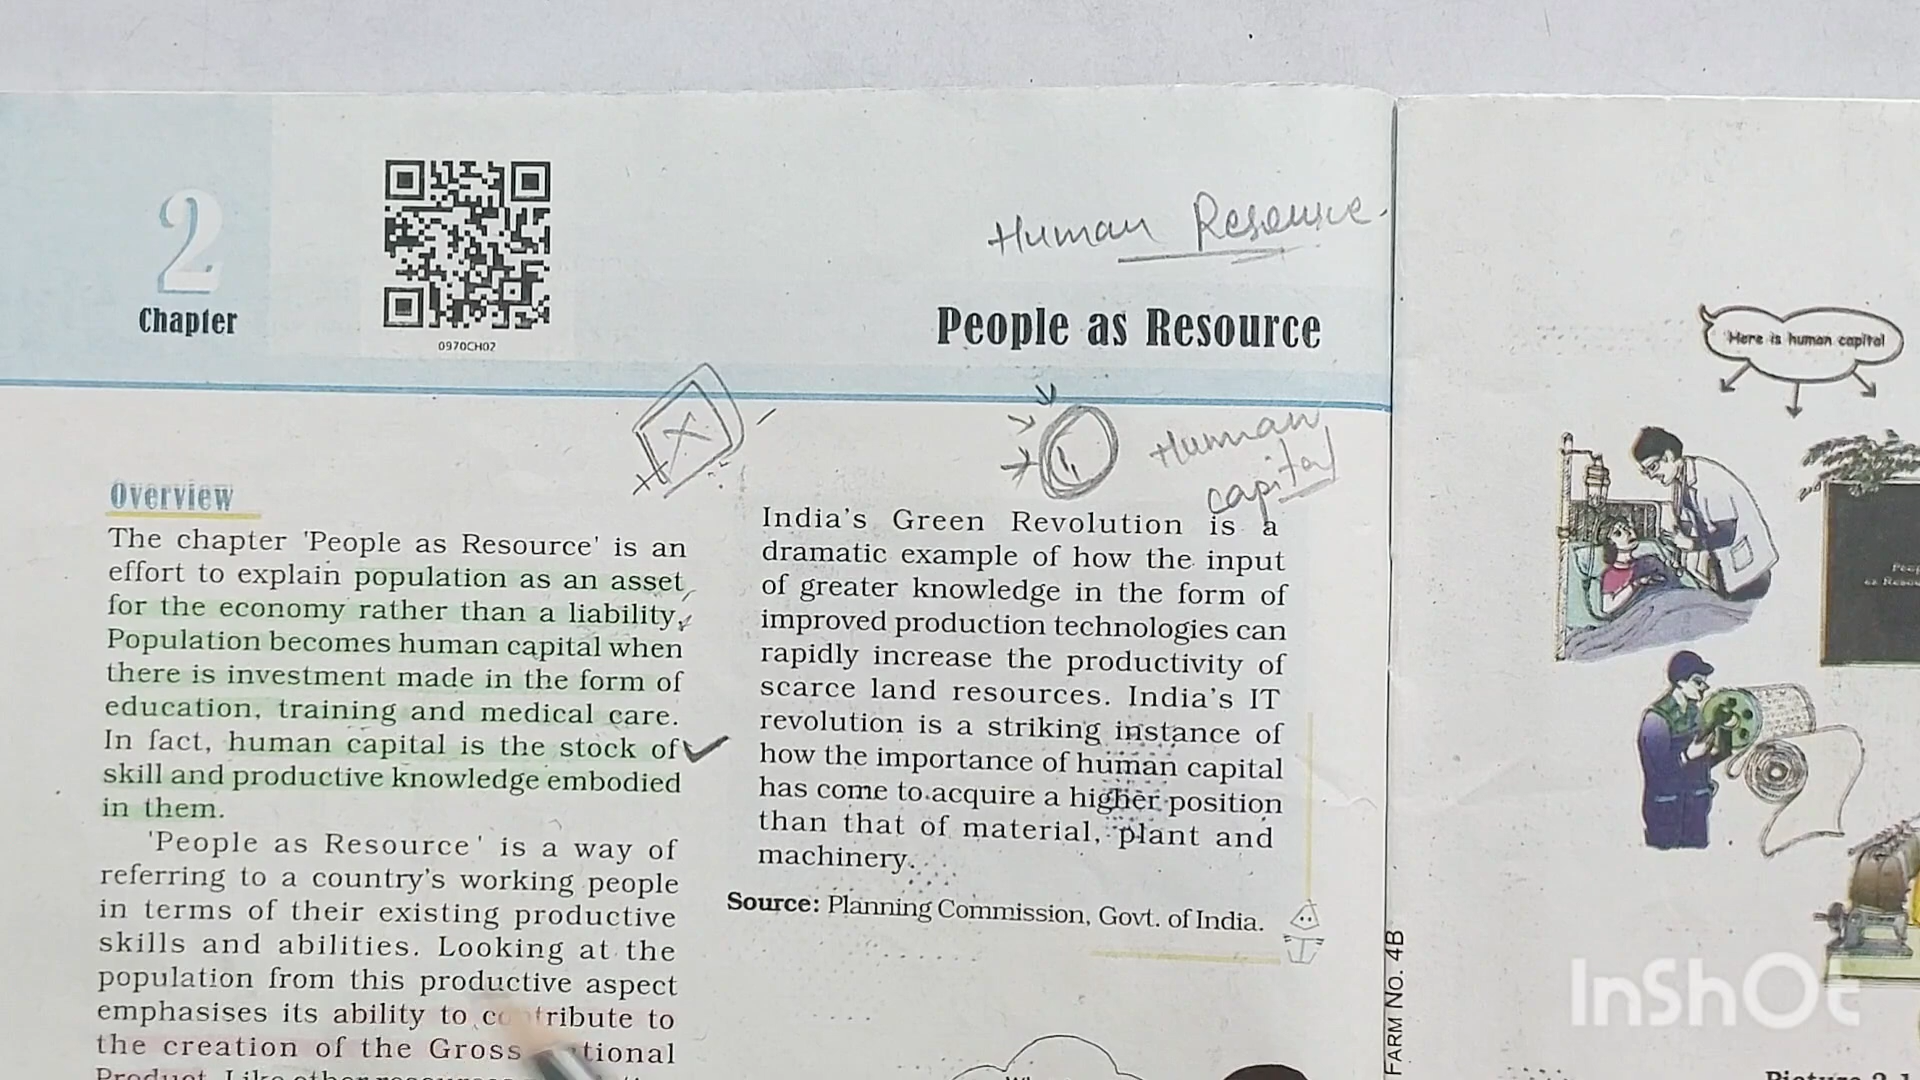 2
Chapter
0970CH02
Human Resource.
People as Resource
Human
capital
Overview
The chapter 'People as Resource' is an
effort to explain population as an asset
for the economy rather than a liability.
Population becomes human capital when
there is investment made in the form of
education, training and medical care.
In fact, human capital is the stock of
skill and productive knowledge embodied
in them.
'People as Resource' is a way of
referring to a country's working people
in terms of their existing productive
skills and abilities. Looking at the
population from this productive aspect
emphasises its ability to contribute to
the creation of the Gross
Product. Like other resources
India's Green Revolution is a
dramatic example of how the input
of greater knowledge in the form of
improved production technologies can
rapidly increase the productivity of
scarce land resources. India's IT
revolution is a striking instance of
how the importance of human capital
has come to acquire a higher position
than that of material, plant and
machinery.
Source: Planning Commission, Govt. of India.
FARM No. 4B
Here is human capital
InShOt